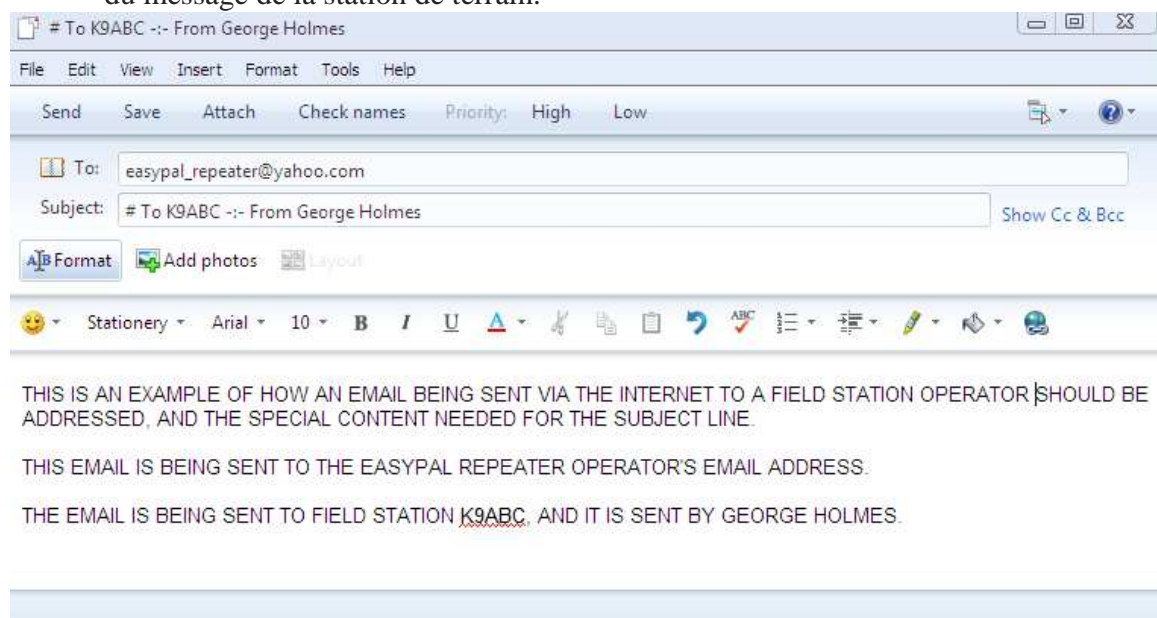 du message de la station de terrain.
# To K9ABC -:- From George Holmes
File Edit View Insert Format Tools Help
Send Save Attach Check names Priority: High Low
To: easypal_repeater@yahoo.com
Subject: # To K9ABC -:- From George Holmes Show Cc & Bcc
Format Add photos Layout
Stationery Arial 10 B I U A ABC
THIS IS AN EXAMPLE OF HOW AN EMAIL BEING SENT VIA THE INTERNET TO A FIELD STATION OPERATOR SHOULD BE
ADDRESSED, AND THE SPECIAL CONTENT NEEDED FOR THE SUBJECT LINE.
THIS EMAIL IS BEING SENT TO THE EASYPAL REPEATER OPERATOR'S EMAIL ADDRESS.
THE EMAIL IS BEING SENT TO FIELD STATION K9ABC, AND IT IS SENT BY GEORGE HOLMES.